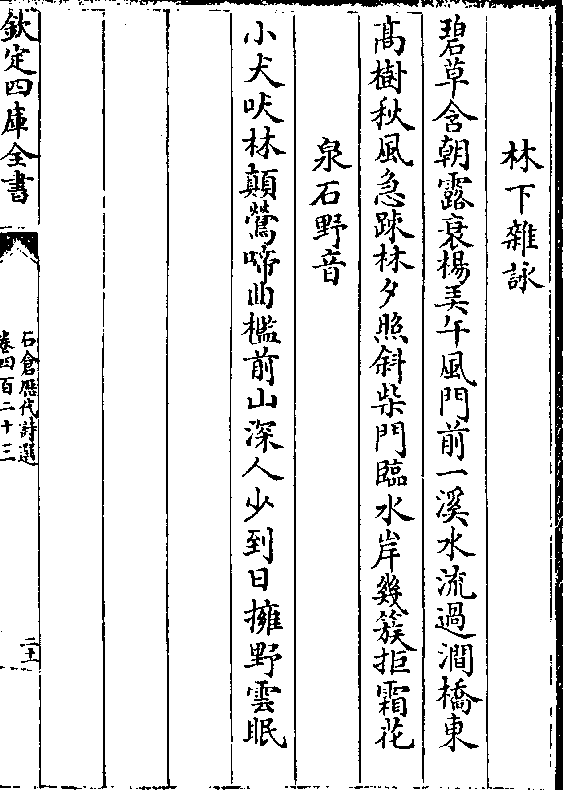 林下雜詠
碧草含朝露衰楊弄午風門前一溪水流過澗橋東
髙樹秋風急踈林夕照斜柴門臨水岸幾簇拒霜花
泉石野音
小犬吠林顛鶯啼曲檻前山深人少到日擁野雲眠
欽定四庫全書
石倉歴代詩選
卷四百二十三